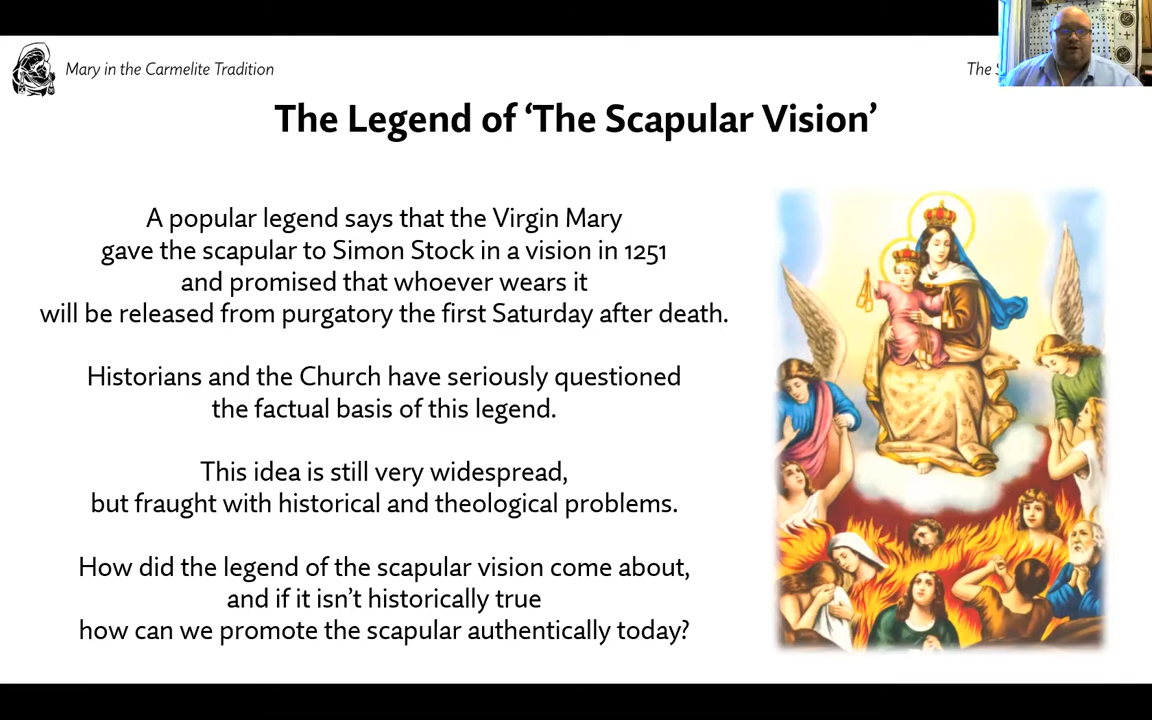 Mary in the Carmelite Tradition
The
The Legend of ‘The Scapular Vision’
A popular legend says that the Virgin Mary
gave the scapular to Simon Stock in a vision in 1251
and promised that whoever wears it
will be released from purgatory the first Saturday after death.
Historians and the Church have seriously questioned
the factual basis of this legend.
This idea is still very widespread,
but fraught with historical and theological problems.
How did the legend of the scapular vision come about,
and if it isn’t historically true
how can we promote the scapular authentically today?